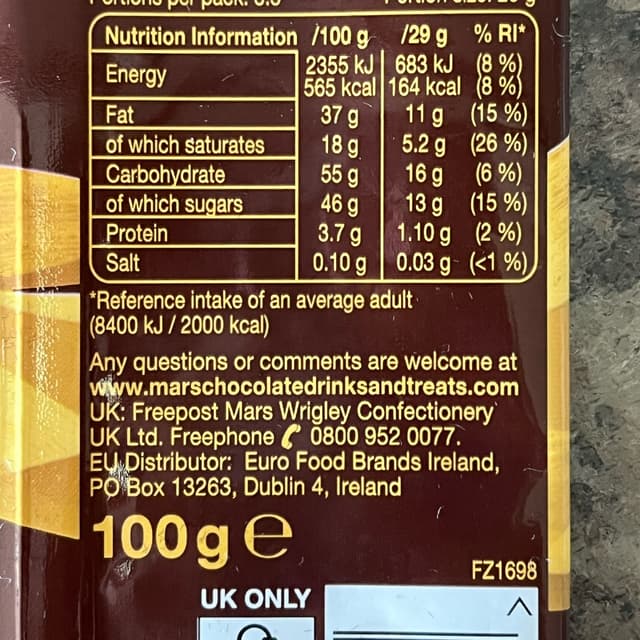 Nutrition Information /100 g /29 g % RI*
Energy 2355 kJ 683 kJ (8 %)
565 kcal 164 kcal (8 %)
Fat 37 g 11 g (15 %)
of which saturates 18 g 5.2 g (26 %)
Carbohydrate 55 g 16 g (6 %)
of which sugars 46 g 13 g (15 %)
Protein 3.7 g 1.10 g (2 %)
Salt 0.10 g 0.03 g (<1 %)
*Reference intake of an average adult
(8400 kJ / 2000 kcal)
Any questions or comments are welcome at
www.marschocolatedrinksandtreats.com
UK: Freepost Mars Wrigley Confectionery
UK Ltd. Freephone 0800 952 0077.
EU Distributor: Euro Food Brands Ireland,
PO Box 13263, Dublin 4, Ireland
100 g e
FZ1698
UK ONLY